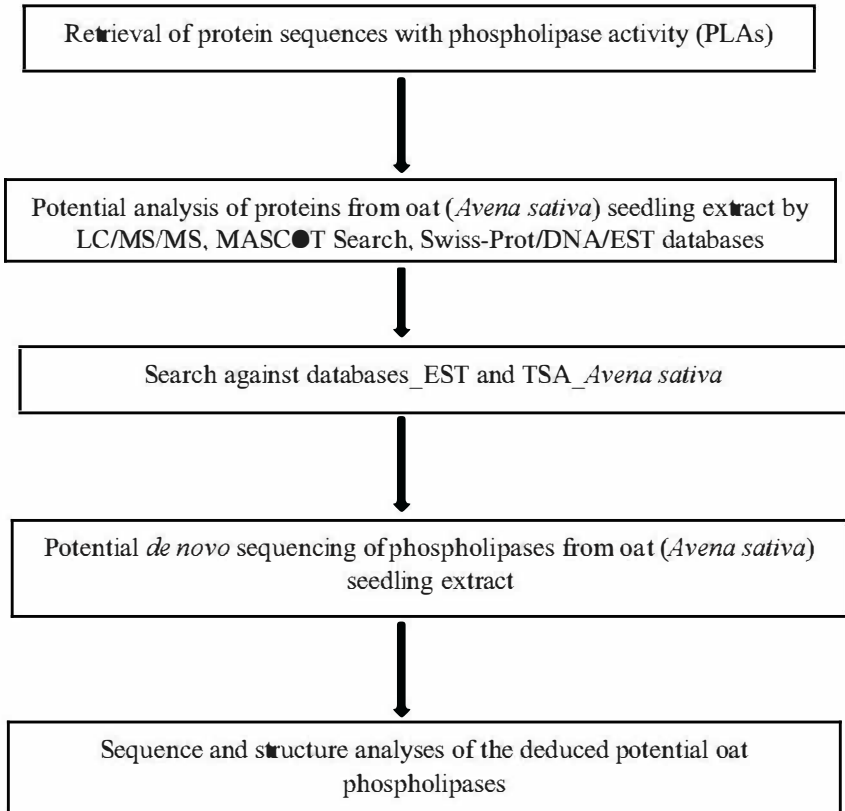 Retrieval of protein sequences with phospholipase activity (PLAs)
Potential analysis of proteins from oat (Avena sativa) seedling extract by
LC/MS/MS, MASCOT Search, Swiss-Prot/DNA/EST databases
Search against databases_EST and TSA_Avena sativa
Potential de novo sequencing of phospholipases from oat (Avena sativa)
seedling extract
Sequence and structure analyses of the deduced potential oat
phospholipases